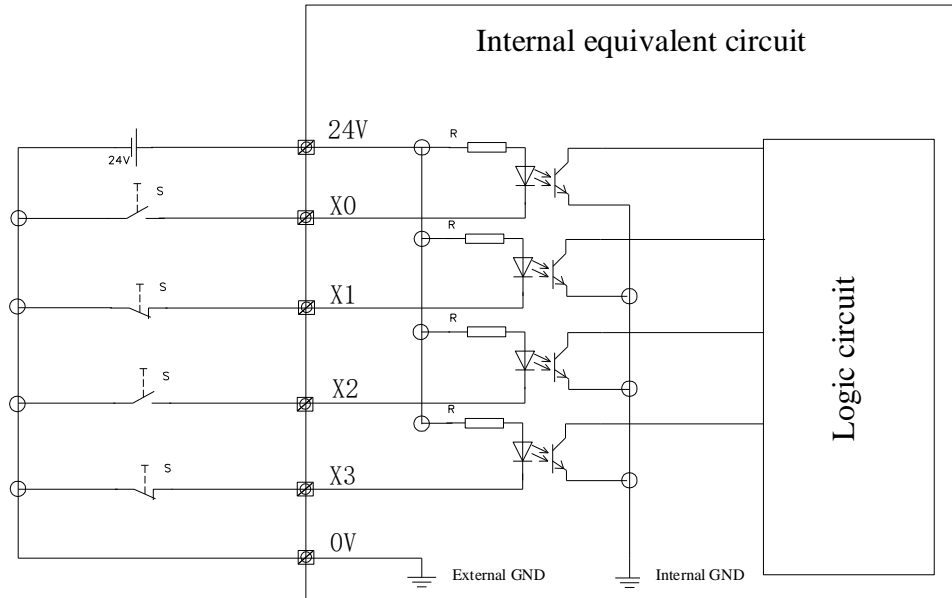 Internal equivalent circuit
24V
R
24V
T S
X0
R
T S
X1
R
T S
X2
R
T S
X3
0V
External GND
Internal GND
Logic circuit